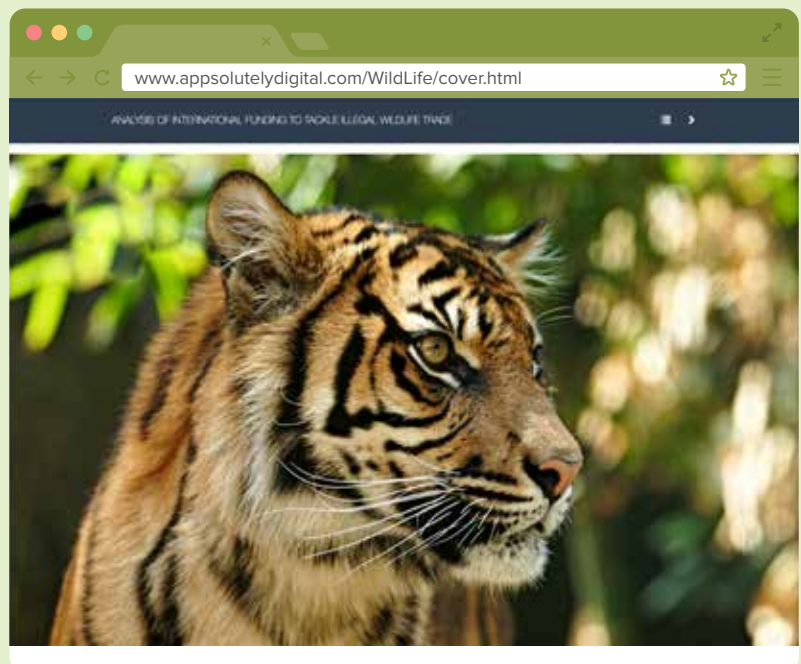 www.appsolutelydigital.com/WildLife/cover.html
ANALYSIS OF INTERNATIONAL FUNDING TO TACKLE ILLEGAL WILDLIFE TRADE